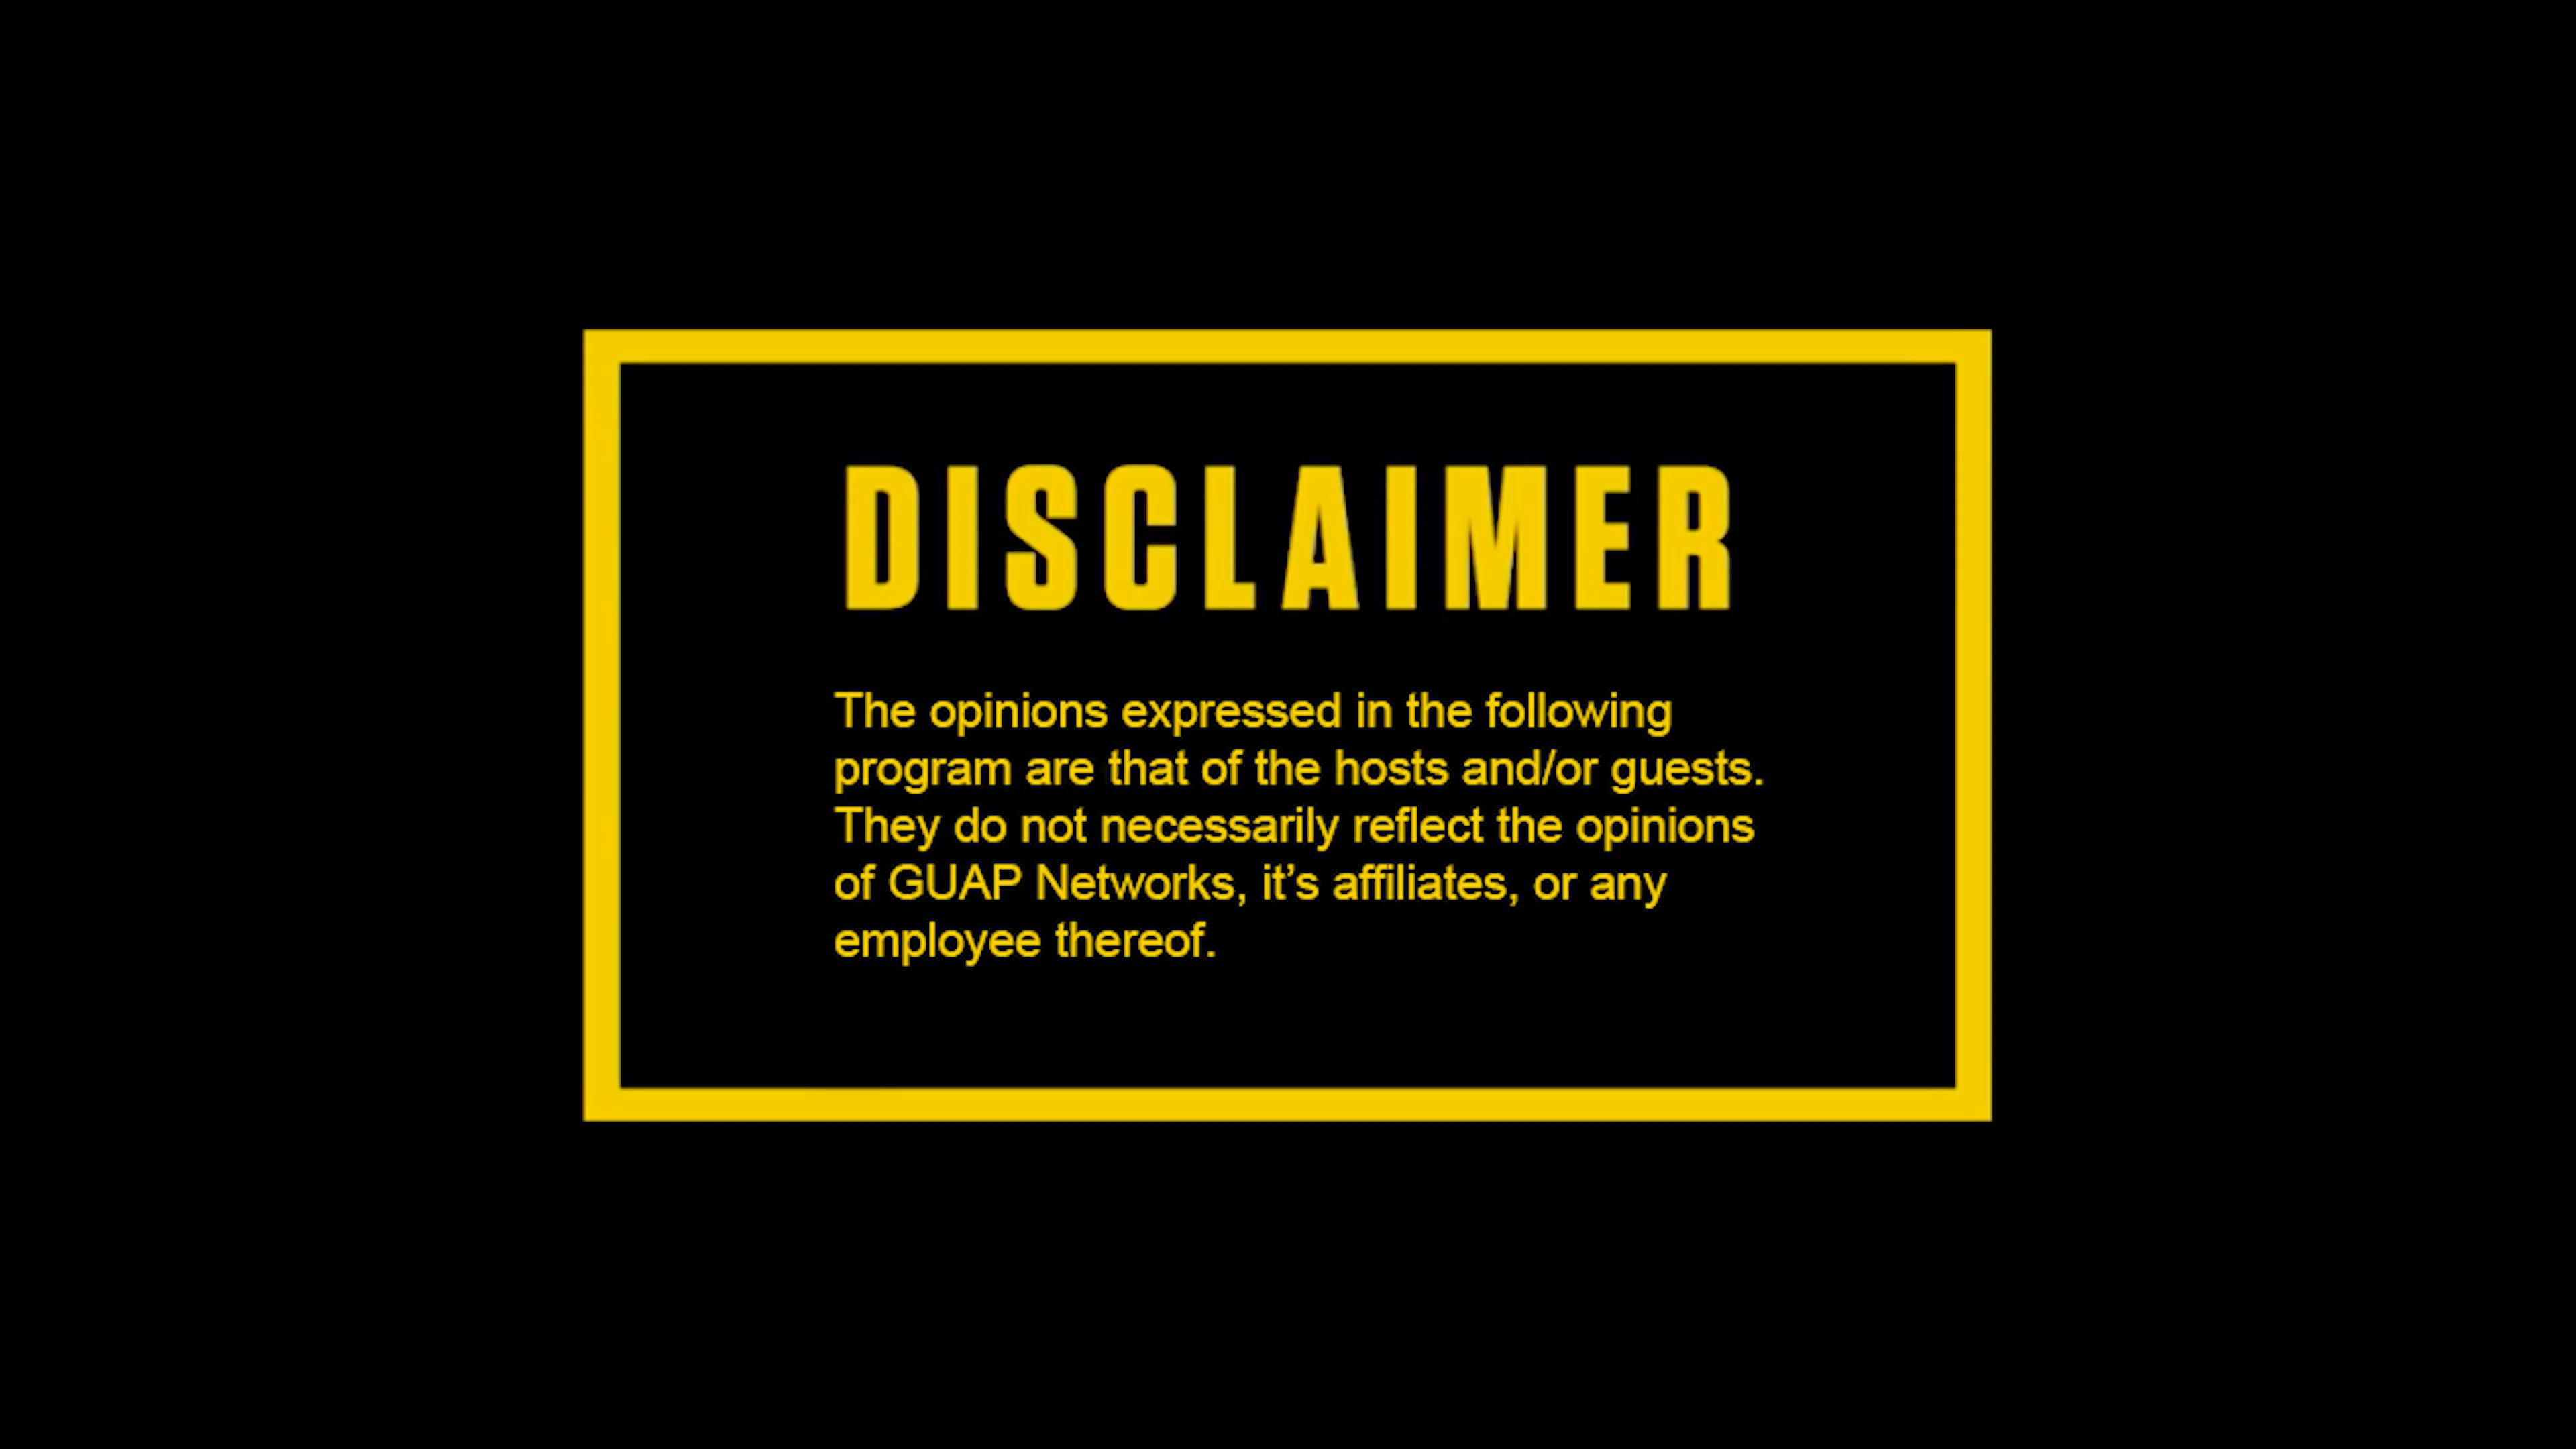 DISCLAIMER
The opinions expressed in the following
program are that of the hosts and/or guests.
They do not necessarily reflect the opinions
of GUAP Networks, it’s affiliates, or any
employee thereof.